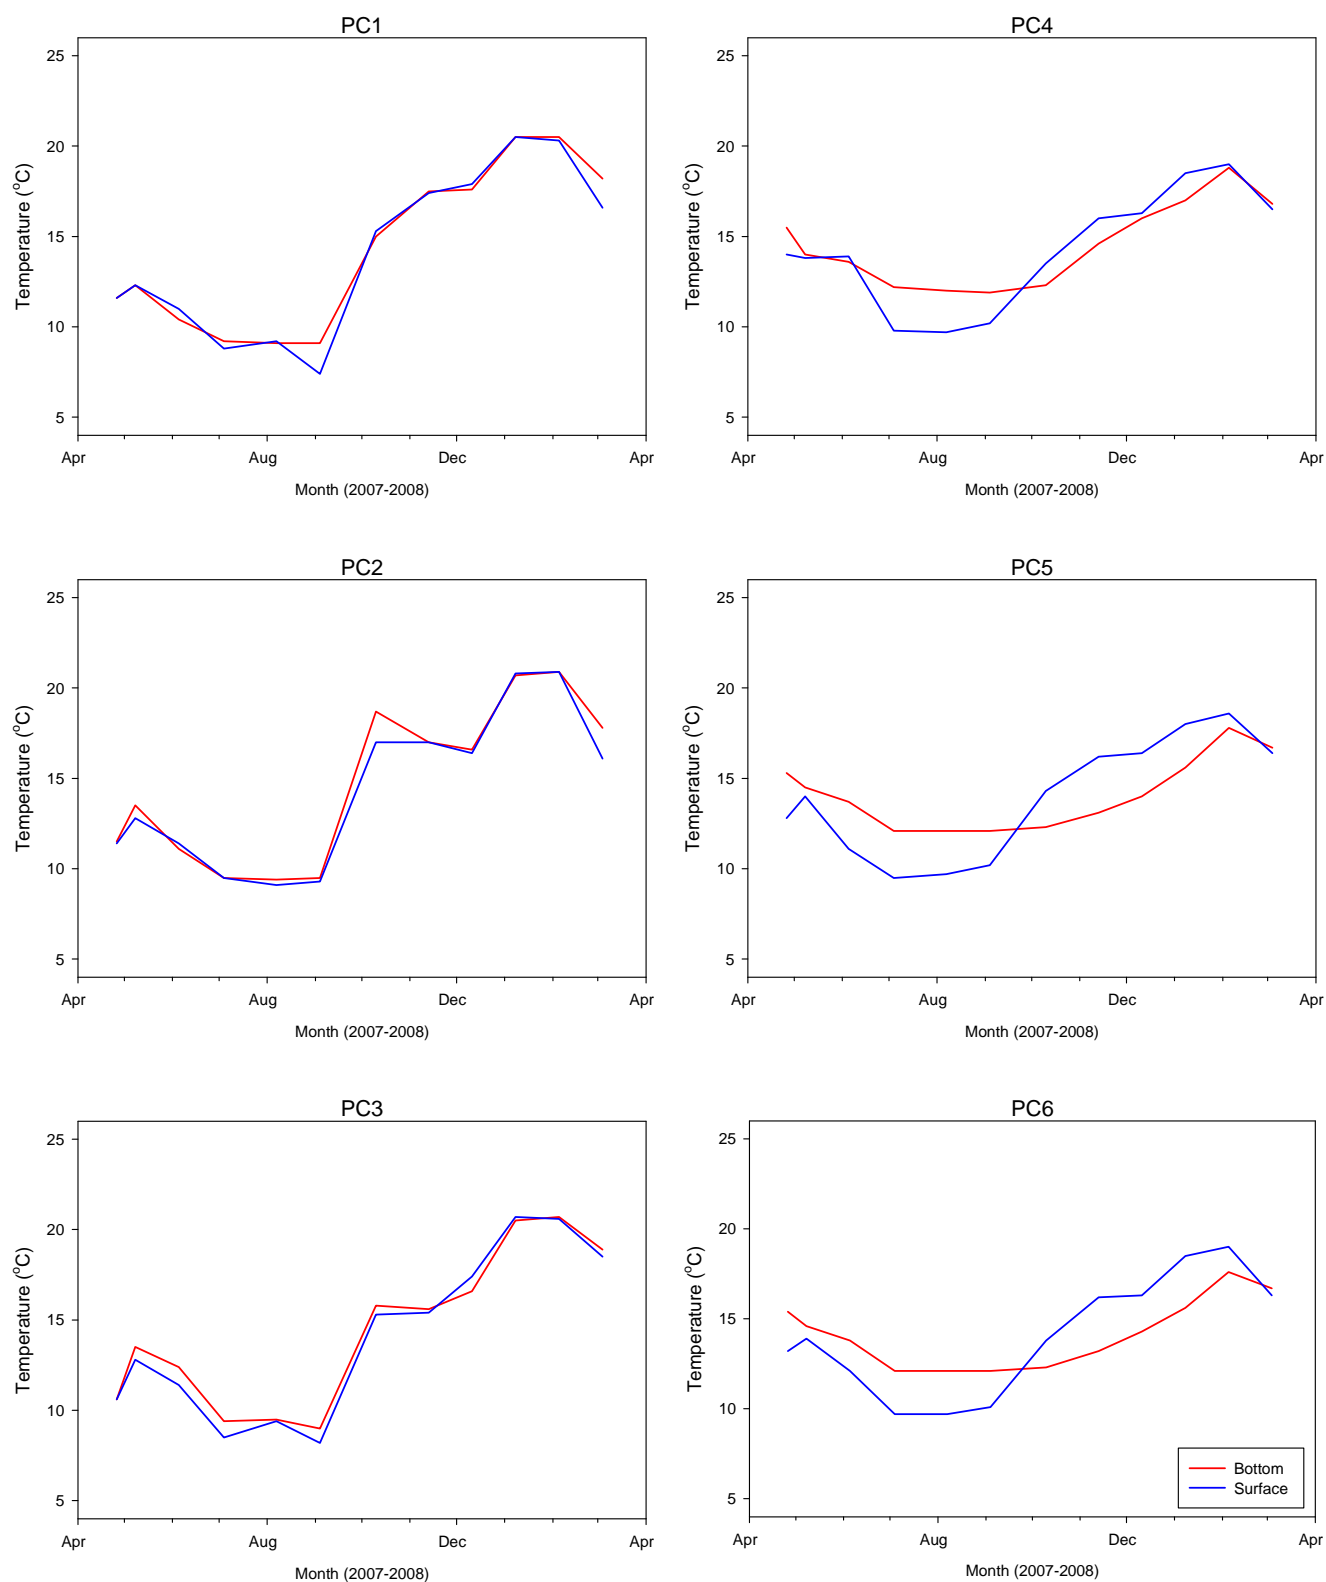 PC1
25
20
15
10
5
Temperature (°C)
Apr Aug Dec Apr
Month (2007-2008)
PC4
25
20
15
10
5
Temperature (°C)
Apr Aug Dec Apr
Month (2007-2008)
PC2
25
20
15
10
5
Temperature (°C)
Apr Aug Dec Apr
Month (2007-2008)
PC5
25
20
15
10
5
Temperature (°C)
Apr Aug Dec Apr
Month (2007-2008)
PC3
25
20
15
10
5
Temperature (°C)
Apr Aug Dec Apr
Month (2007-2008)
PC6
25
20
15
10
5
Temperature (°C)
Bottom
Surface
Apr Aug Dec Apr
Month (2007-2008)